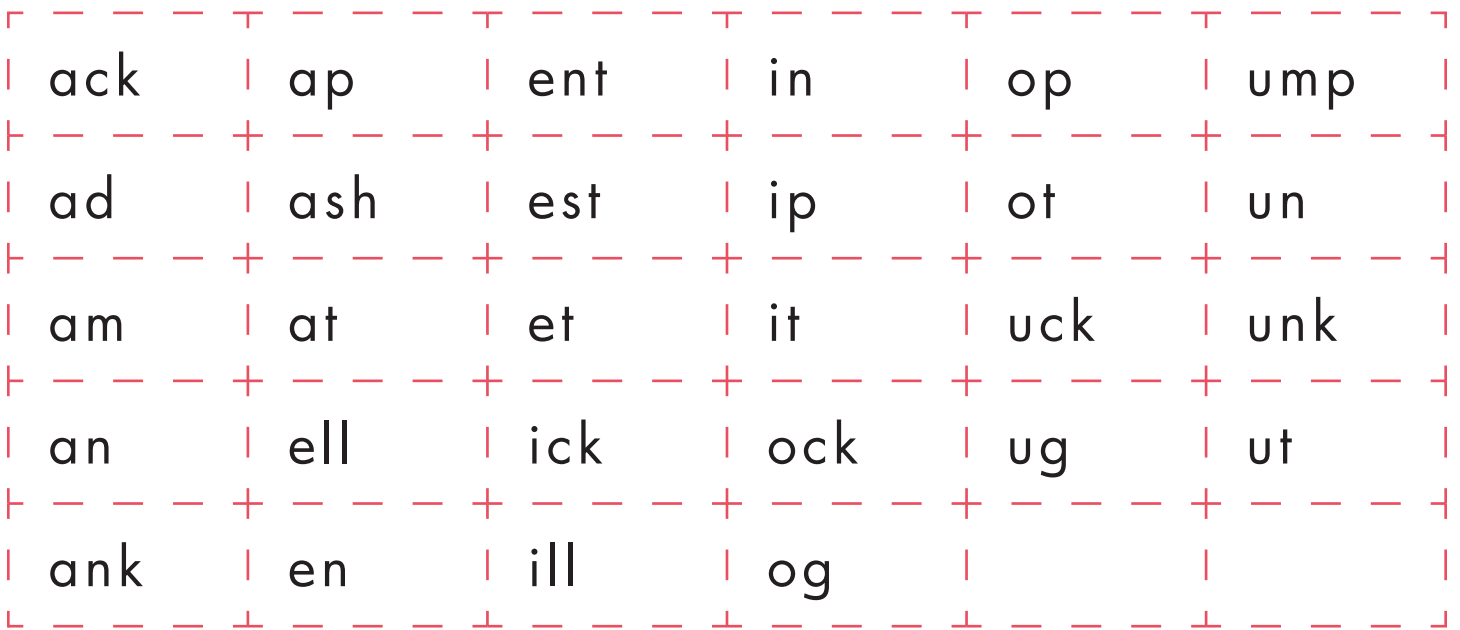 ack ap ent in op ump
ad ash est ip ot un
am at et it uck unk
an ell ick ock ug ut
ank en ill og